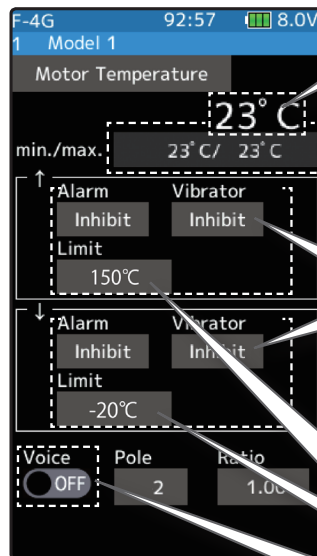 F-4G 92:57 8.0V
1 Model 1
Motor Temperature
23°C
min./max. 23°C/ 23°C
↑
Alarm Vibrator
Inhibit Inhibit
Limit
150℃
↓
Alarm Vibrator
Inhibit Inhibit
Limit
-20℃
Voice Pole Ratio
OFF 2 1.00